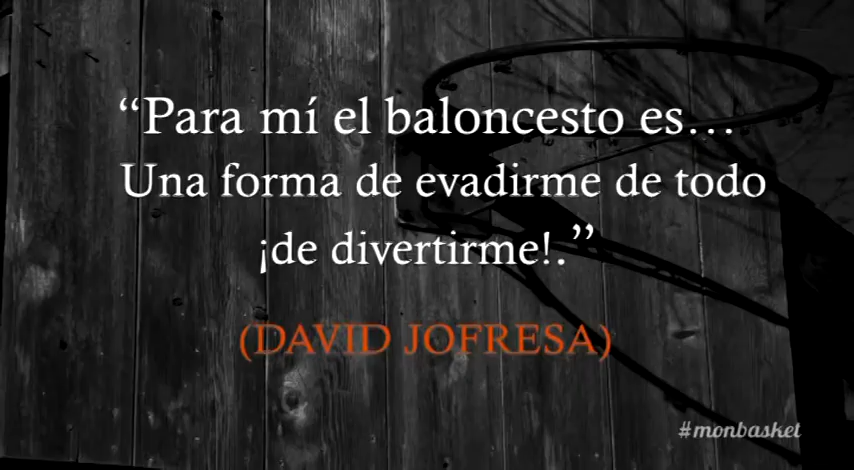 “Para mí el baloncesto es...
Una forma de evadirme de todo
¡de divertirme!.”
(DAVID JOFRESA)
#monbasket